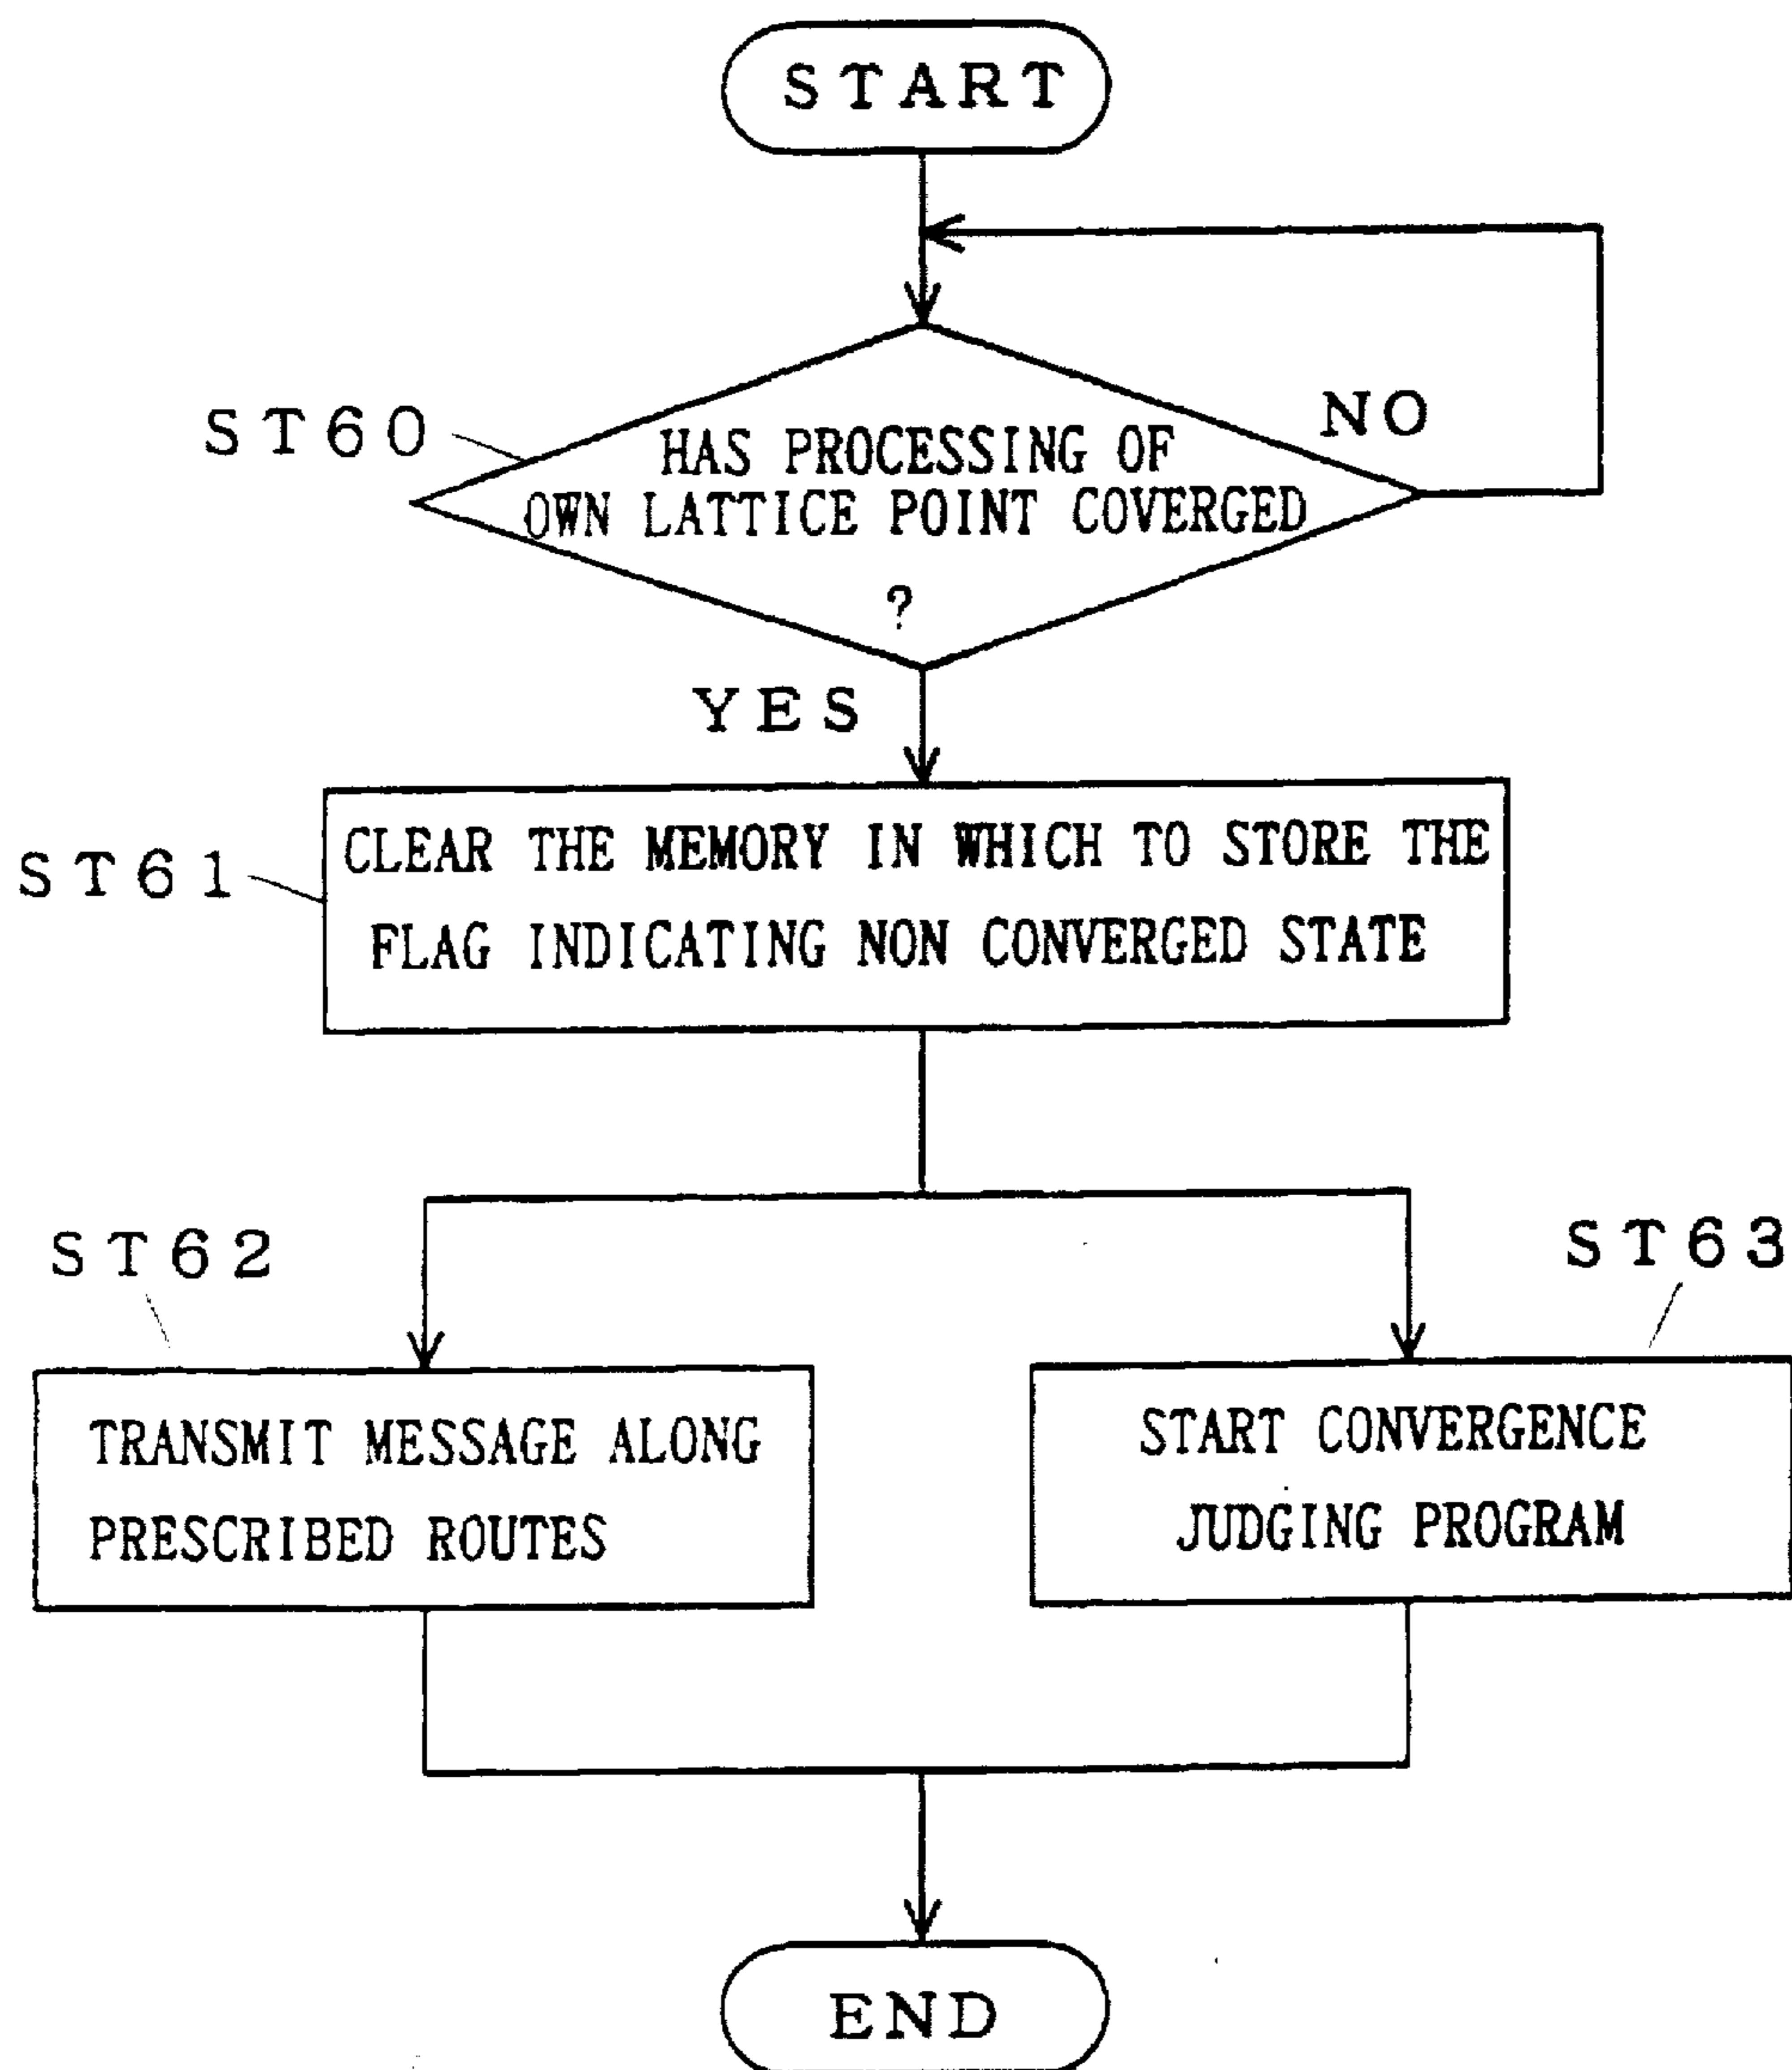 START
ST60
HAS PROCESSING OF
OWN LATTICE POINT COVERGED
?
NO
YES
ST61
CLEAR THE MEMORY IN WHICH TO STORE THE
FLAG INDICATING NON CONVERGED STATE
ST62
ST63
TRANSMIT MESSAGE ALONG
PRESCRIBED ROUTES
START CONVERGENCE
JUDGING PROGRAM
END